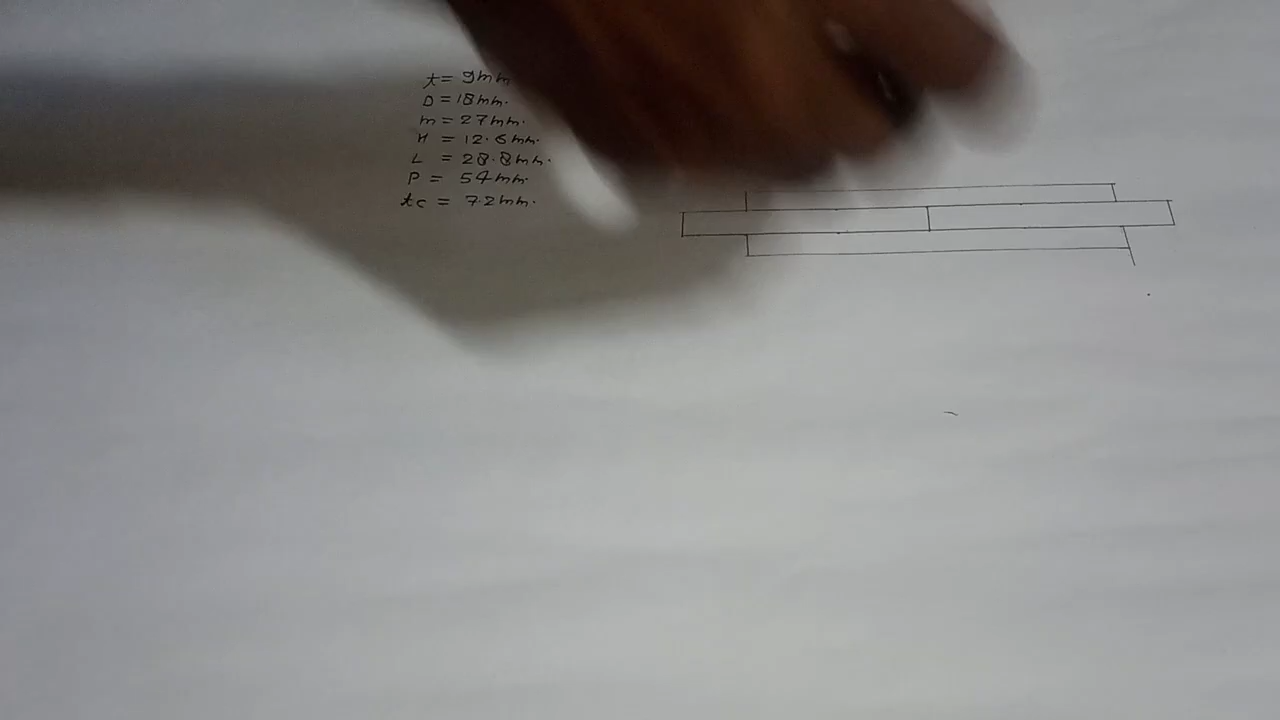 t = 9mm
D = 18mm.
m = 27mm.
H = 12.6mm.
L = 28.8mm.
P = 54mm.
tc = 7.2mm.